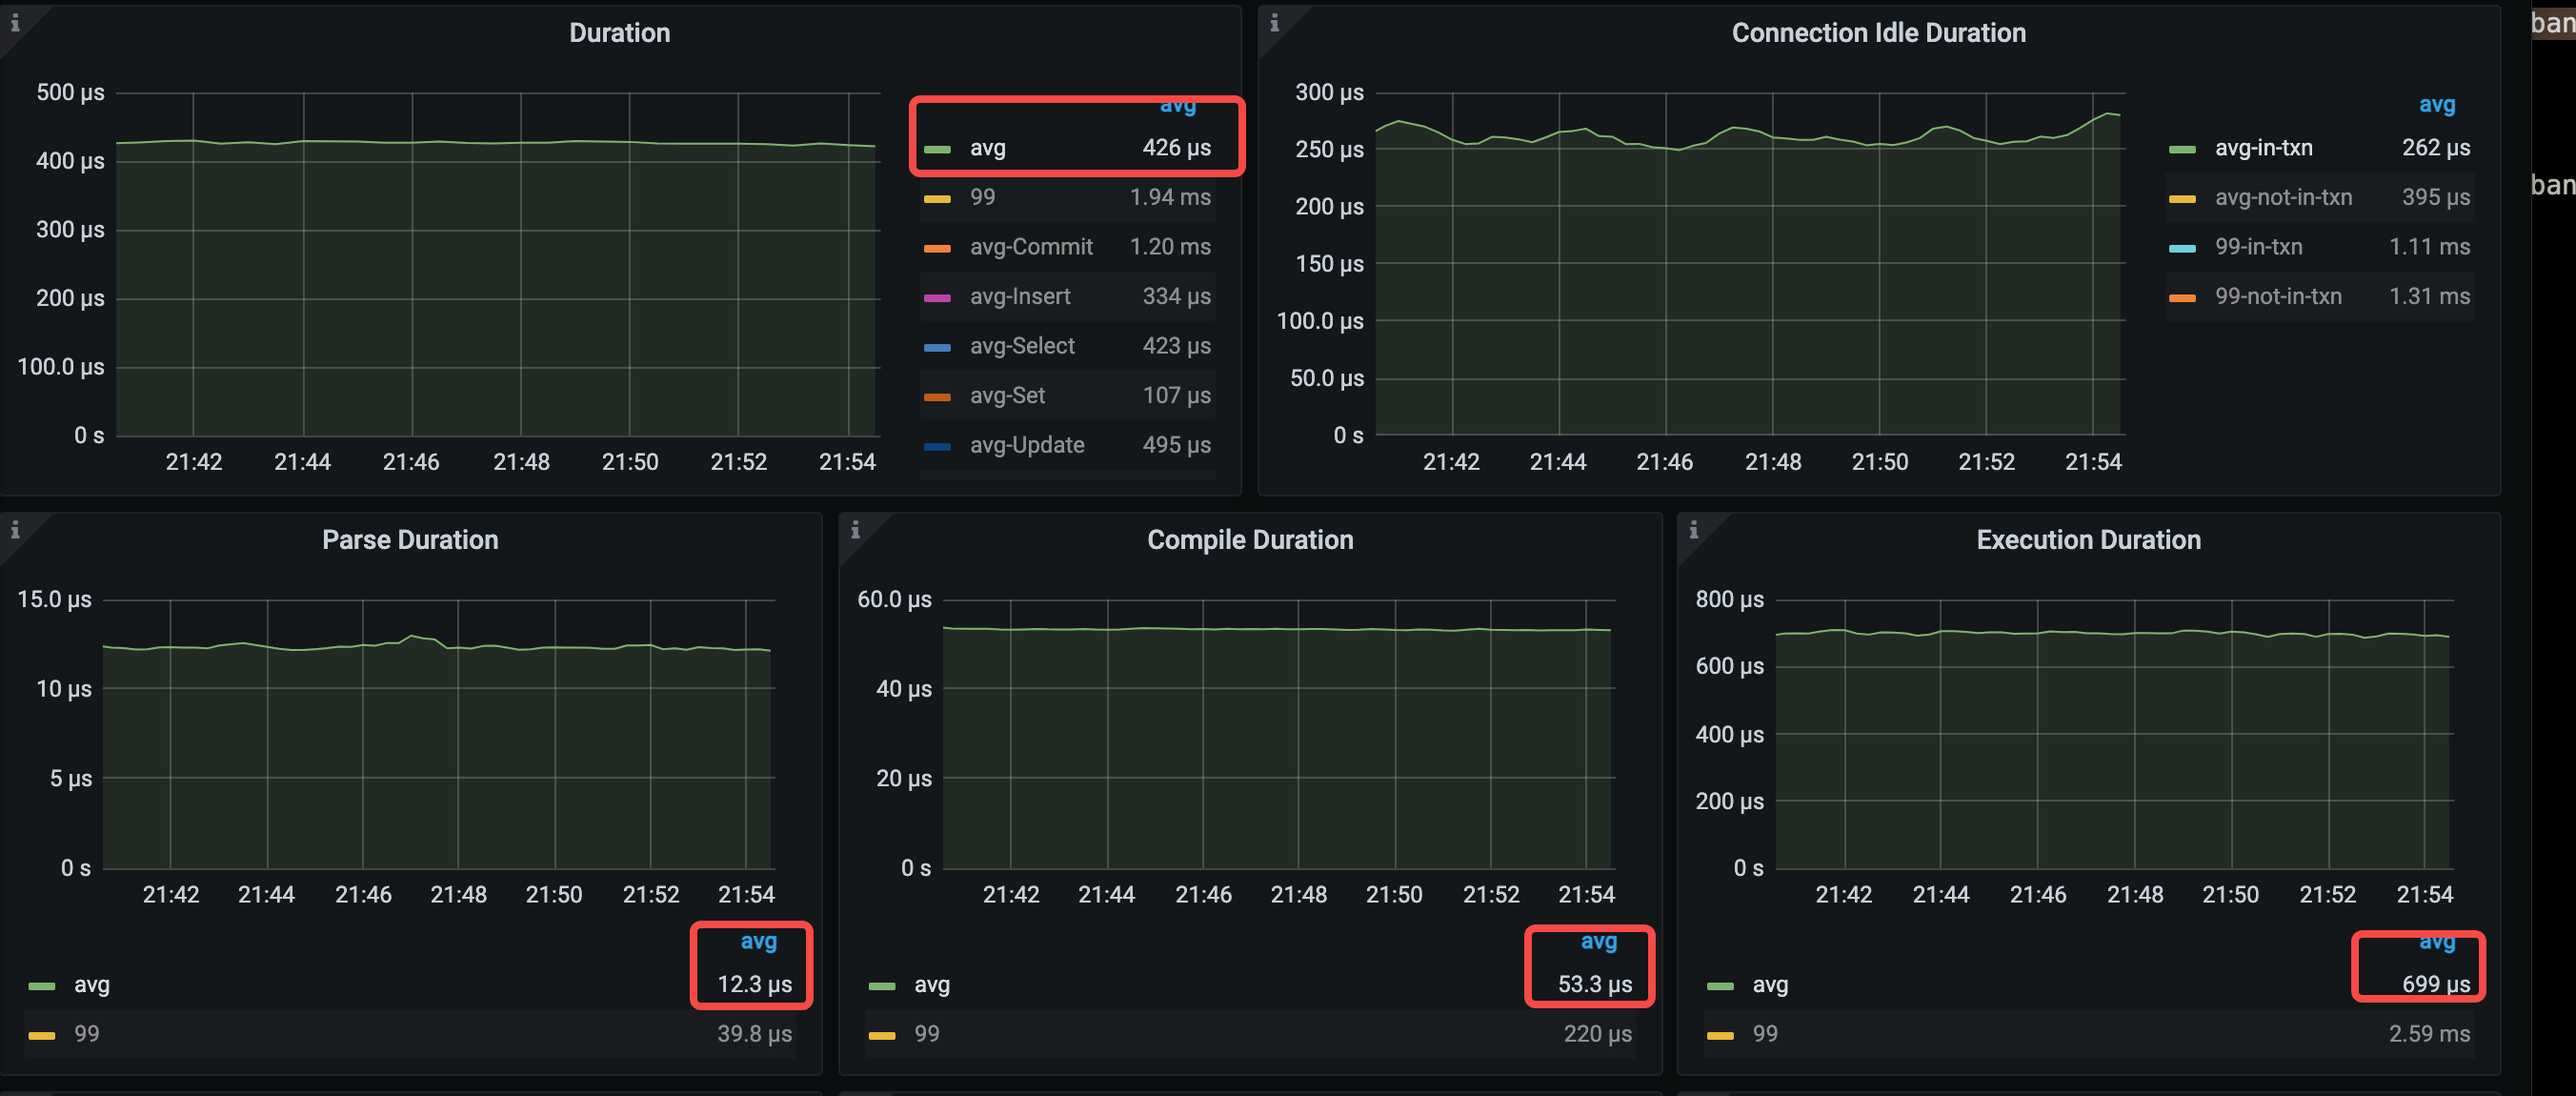 Duration
500 µs
400 µs
300 µs
200 µs
100.0 µs
0 s
21:42 21:44 21:46 21:48 21:50 21:52 21:54
avg
avg 426 µs
99 1.94 ms
avg-Commit 1.20 ms
avg-Insert 334 µs
avg-Select 423 µs
avg-Set 107 µs
avg-Update 495 µs
Connection Idle Duration
300 µs
250 µs
200 µs
150 µs
100.0 µs
50.0 µs
0 s
21:42 21:44 21:46 21:48 21:50 21:52 21:54
avg
avg-in-txn 262 µs
avg-not-in-txn 395 µs
99-in-txn 1.11 ms
99-not-in-txn 1.31 ms
ban
ban
Parse Duration
15.0 µs
10 µs
5 µs
0 s
21:42 21:44 21:46 21:48 21:50 21:52 21:54
avg
avg 12.3 µs
99 39.8 µs
Compile Duration
60.0 µs
40 µs
20 µs
0 s
21:42 21:44 21:46 21:48 21:50 21:52 21:54
avg
avg 53.3 µs
99 220 µs
Execution Duration
800 µs
600 µs
400 µs
200 µs
0 s
21:42 21:44 21:46 21:48 21:50 21:52 21:54
avg
avg 699 µs
99 2.59 ms